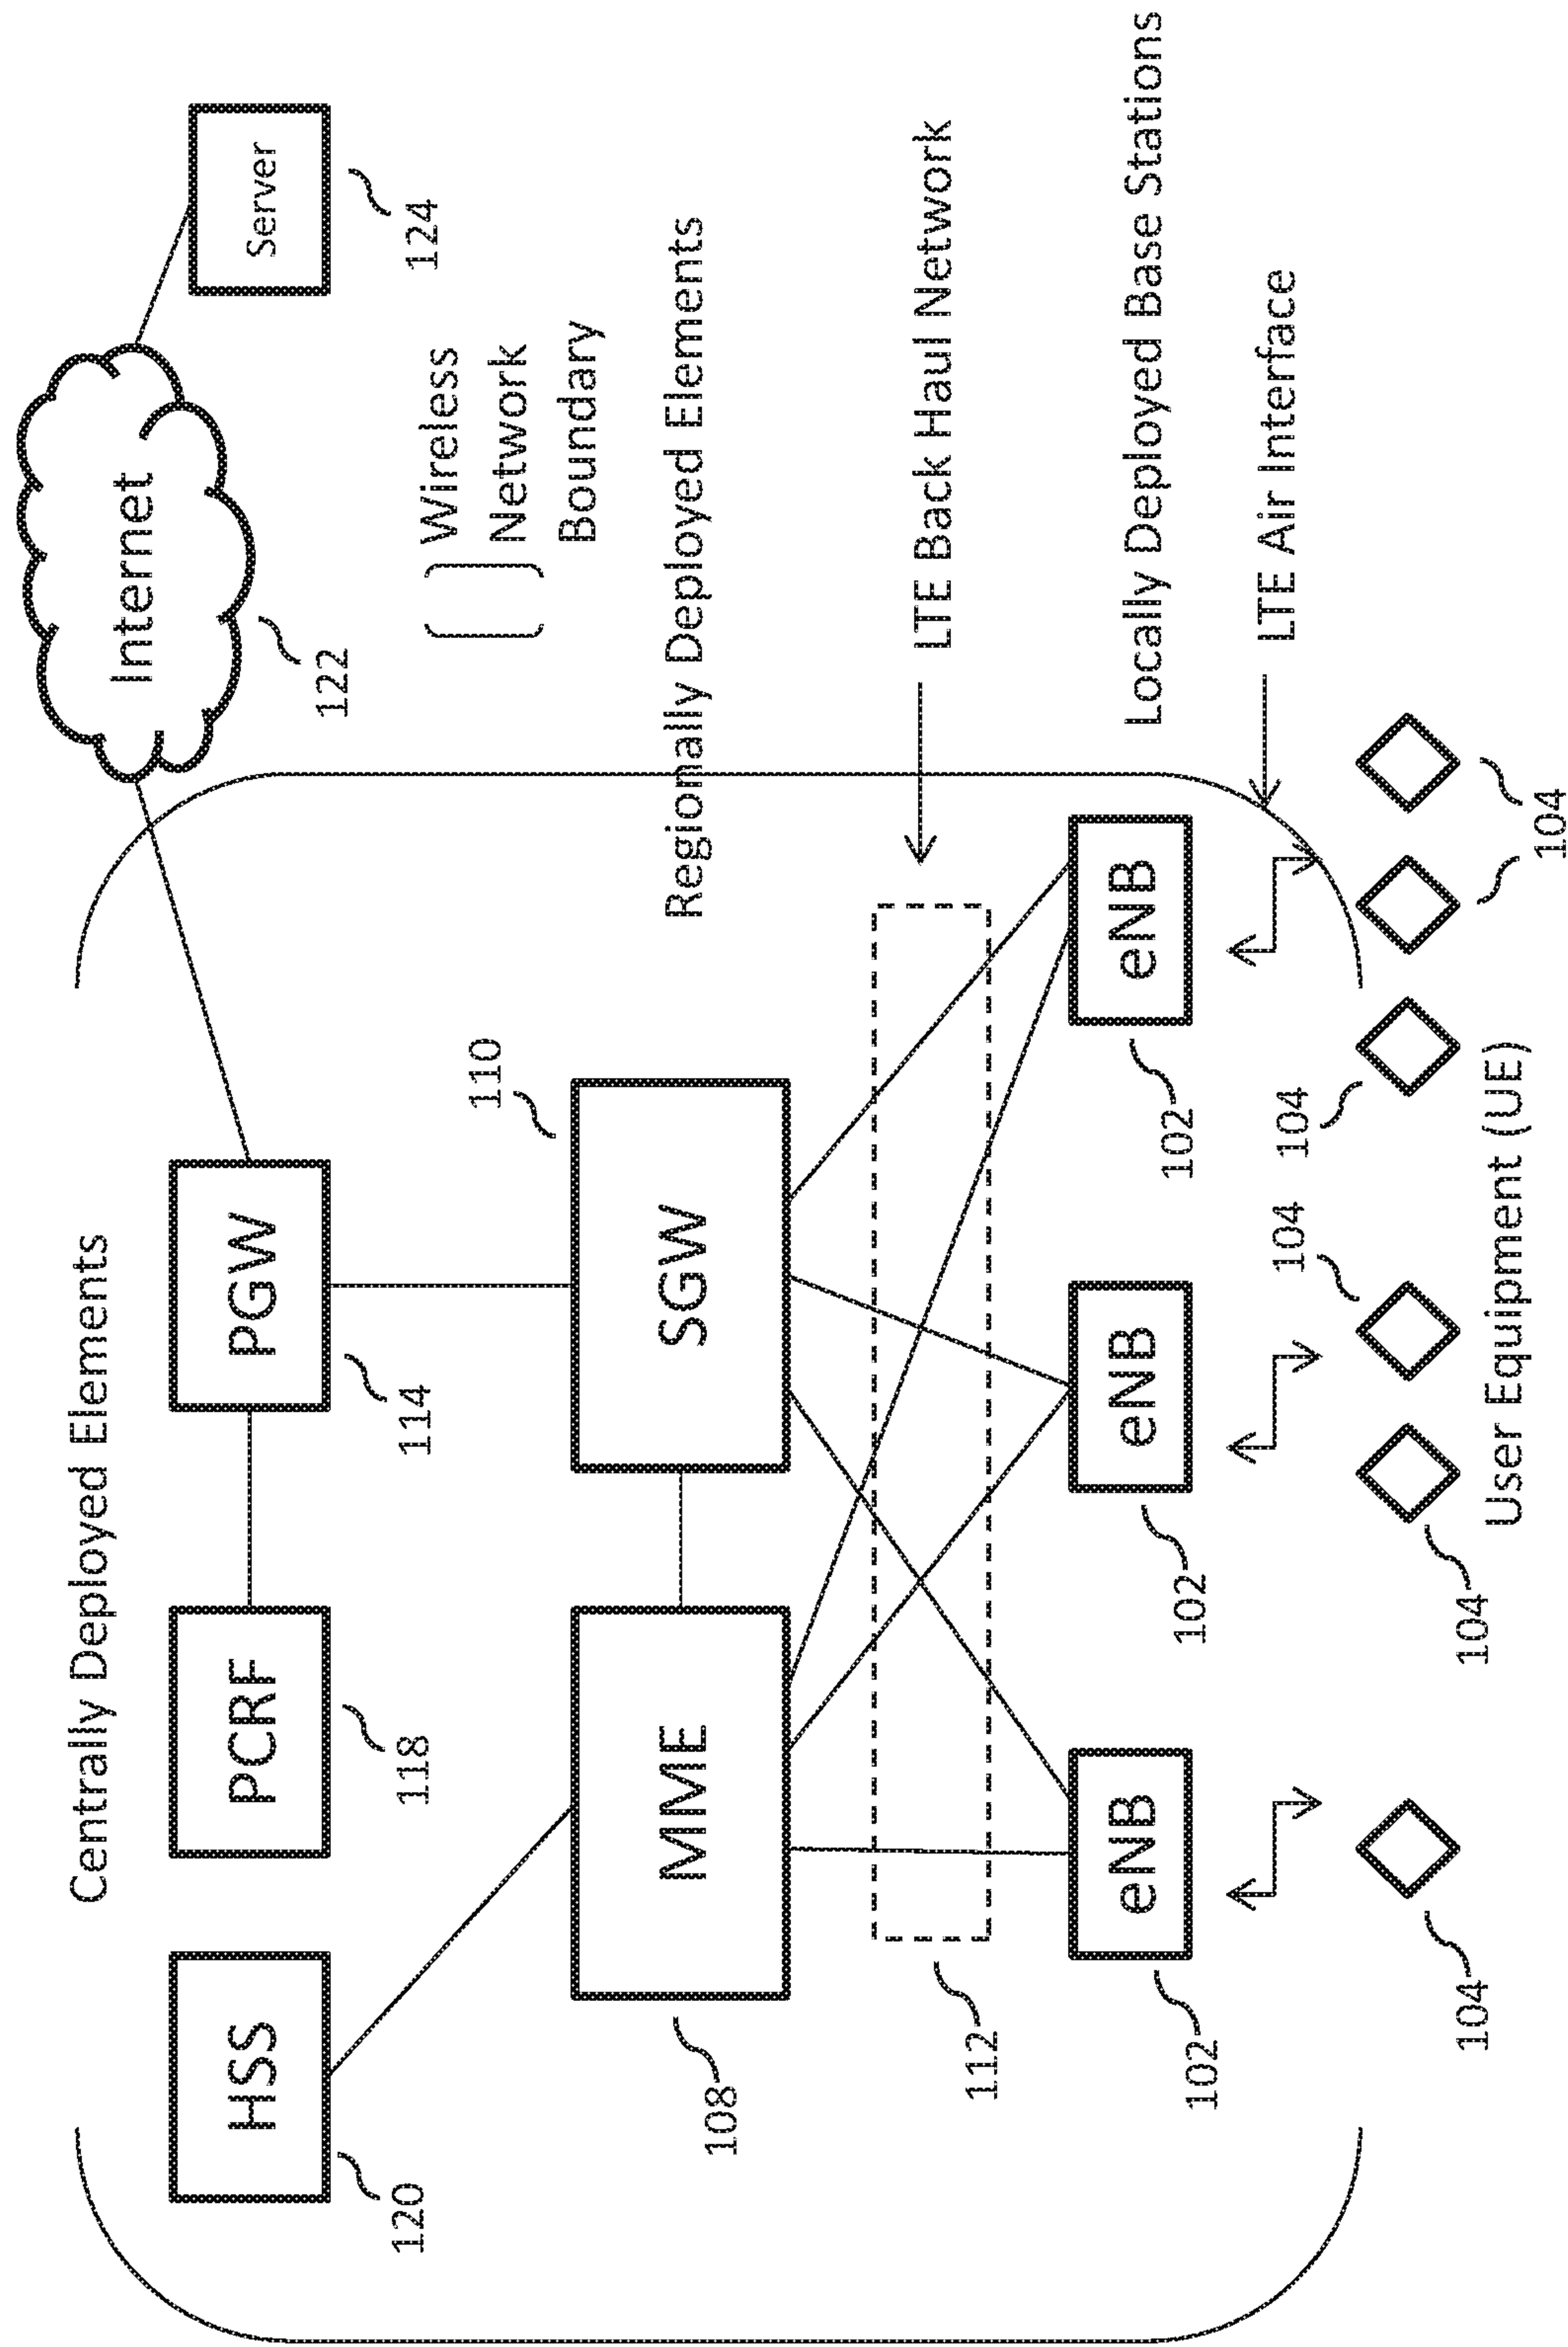 Centrally Deployed Elements
Internet
HSS
PCRF
PGW
Server
120
118
114
122
124
Wireless
Network
Boundary
110
Regionally Deployed Elements
MME
SGW
108
LTE Back Haul Network
112
Locally Deployed Base Stations
eNB
eNB
eNB
102
102
102
LTE Air Interface
104
104
104
104
104
User Equipment (UE)
104